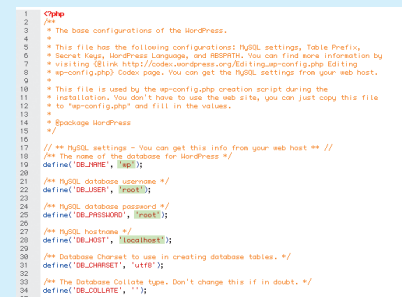 1 <?php
2 /**
3 * The base configurations of the WordPress.
4 *
5 * This file has the following configurations: MySQL settings, Table Prefix,
6 * Secret Keys, WordPress Language, and ABSPATH. You can find more information by
7 * visiting {@link http://codex.wordpress.org/Editing_wp-config.php Editing
8 * wp-config.php} Codex page. You can get the MySQL settings from your web host.
9 *
10 * This file is used by the wp-config.php creation script during the
11 * installation. You don't have to use the web site, you can just copy this file
12 * to "wp-config.php" and fill in the values.
13 *
14 * @package WordPress
15 */
16
17 // ** MySQL settings - You can get this info from your web host ** //
18 /** The name of the database for WordPress */
19 define('DB_NAME', 'wp');
20
21 /** MySQL database username */
22 define('DB_USER', 'root');
23
24 /** MySQL database password */
25 define('DB_PASSWORD', 'root');
26
27 /** MySQL hostname */
28 define('DB_HOST', 'localhost');
29
30 /** Database Charset to use in creating database tables. */
31 define('DB_CHARSET', 'utf8');
32
33 /** The Database Collate type. Don't change this if in doubt. */
34 define('DB_COLLATE', '');